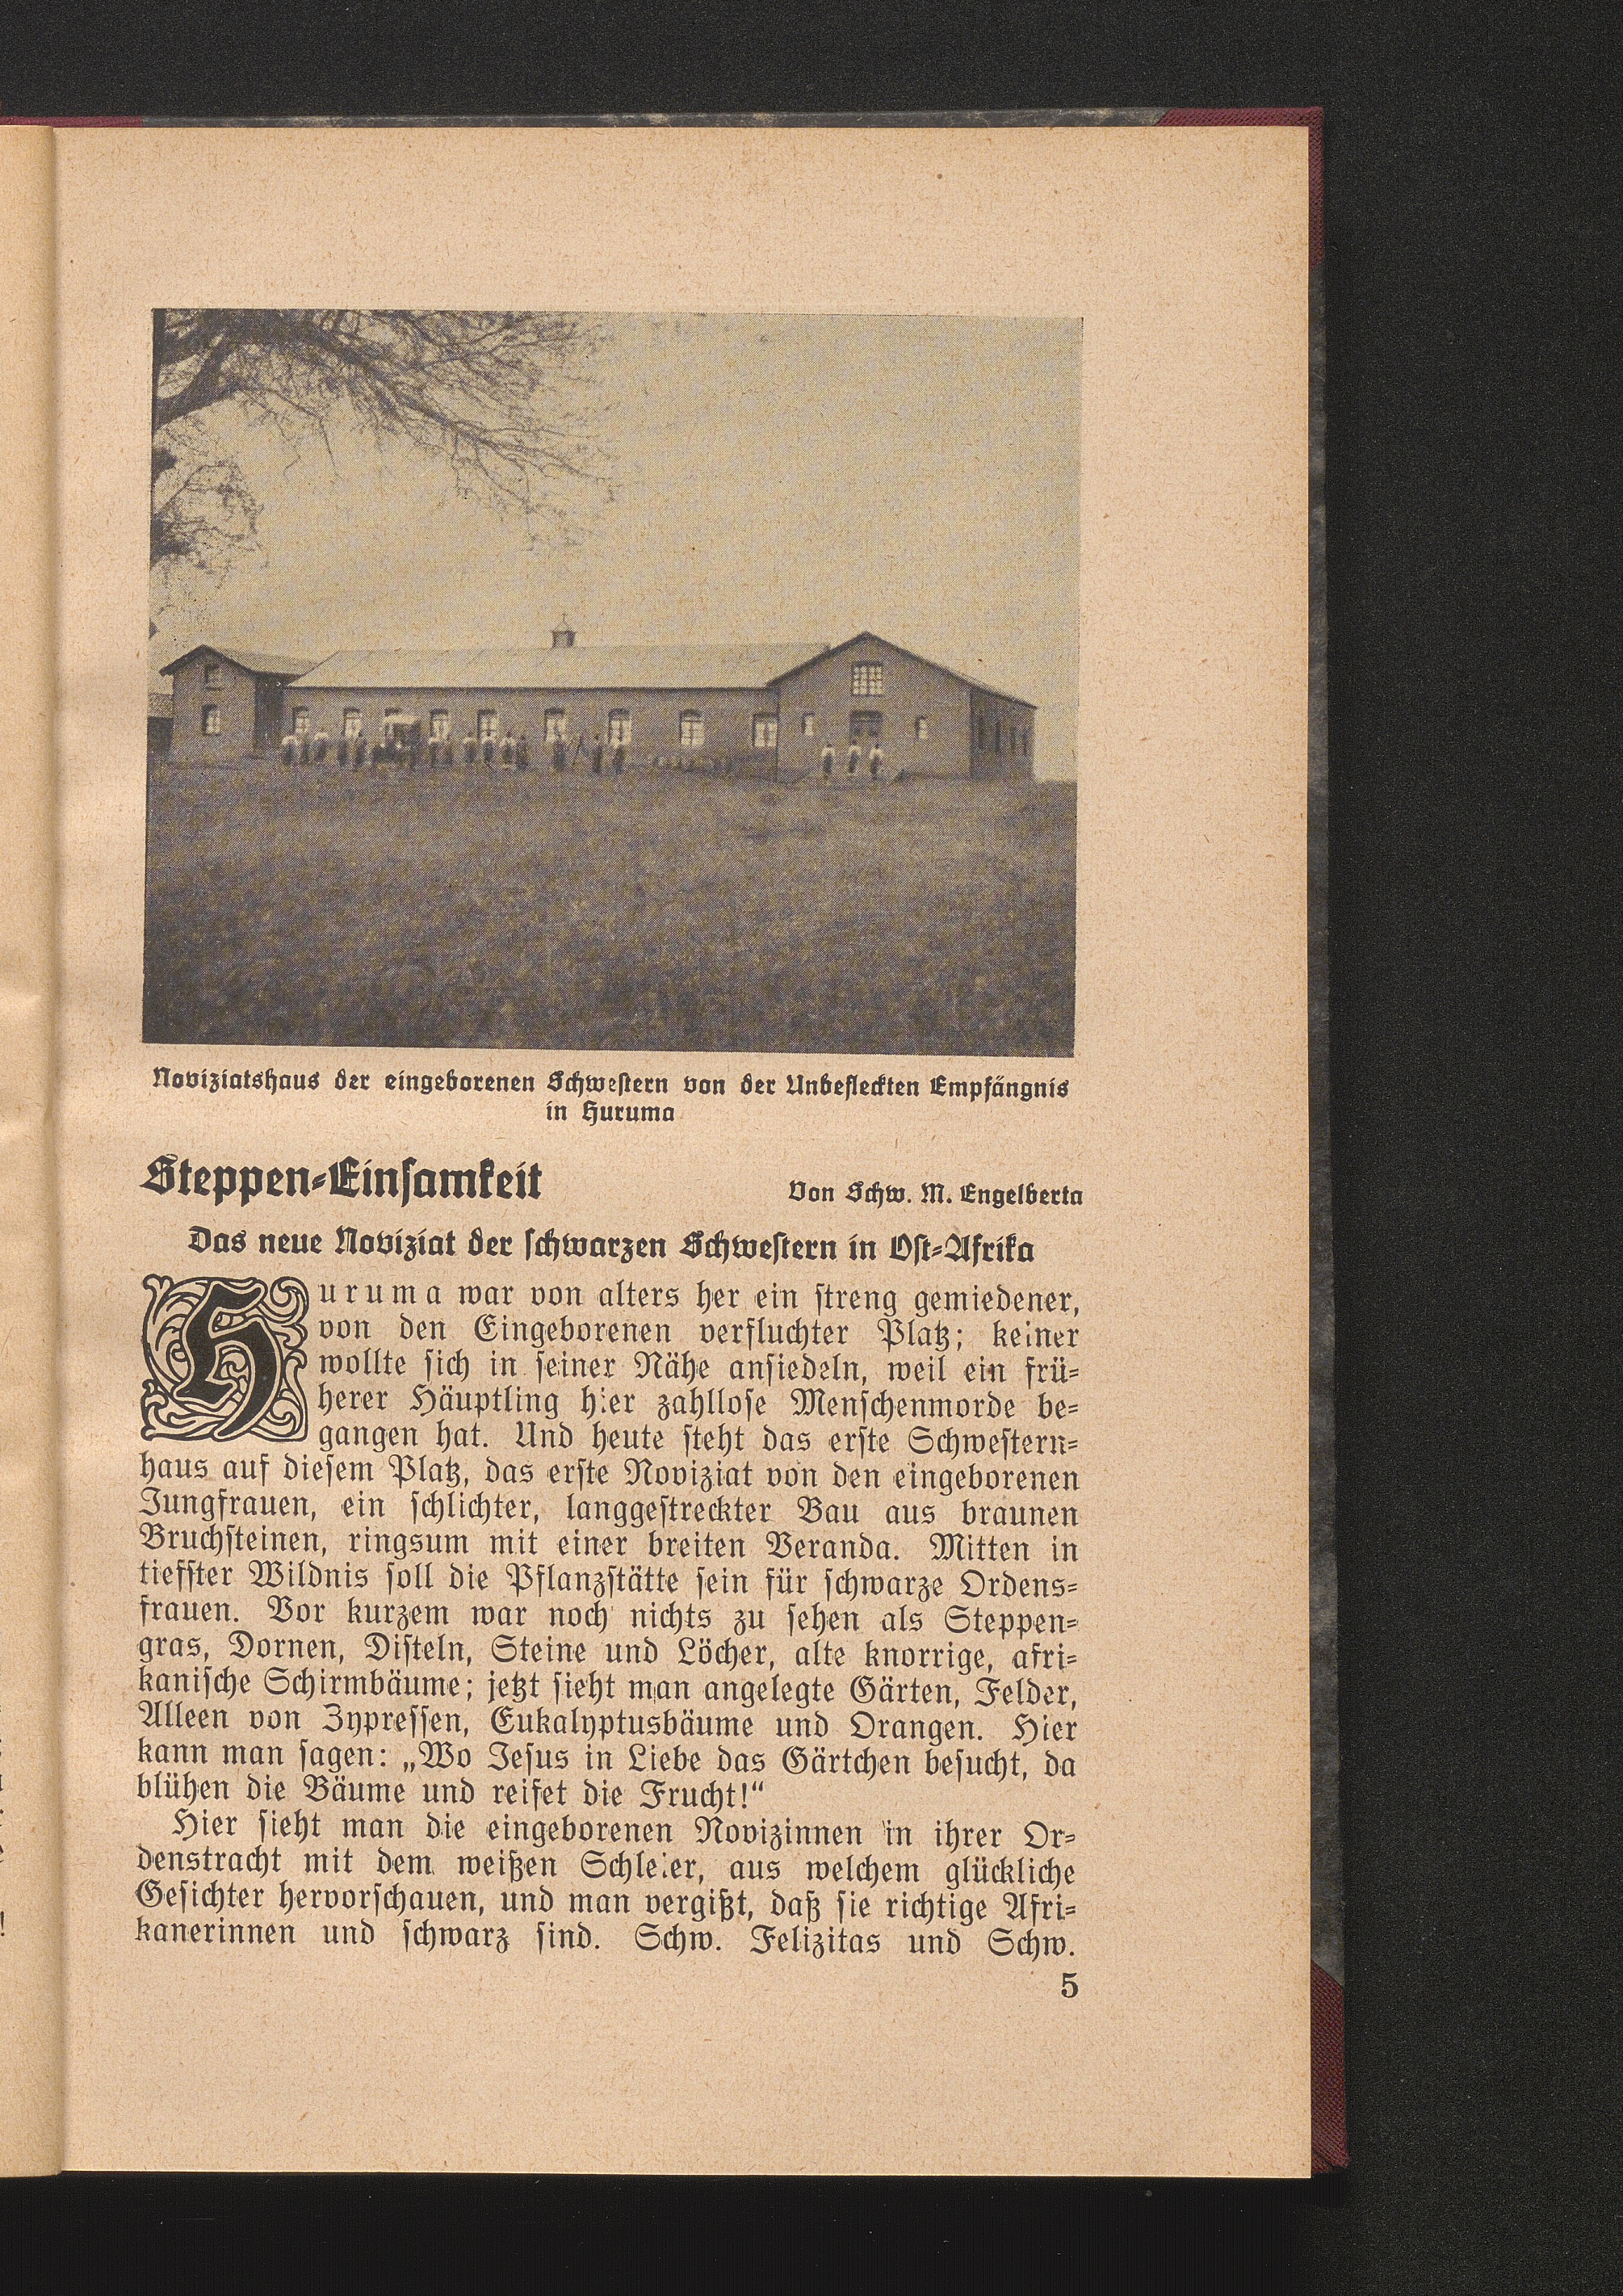 Noviziatshaus der eingeborenen Schwestern von der Unbefleckten Empfängnis
in Huruma
Steppen-Einsamkeit
Von Schw. M. Engelberta
Das neue Noviziat der schwarzen Schwestern in Ost-Afrika
Huruma war von alters her ein streng gemiedener,
von den Eingeborenen verfluchter Platz; keiner
wollte sich in seiner Nähe ansiedeln, weil ein frü-
herer Häuptling hier zahllose Menschenmorde be-
gangen hat. Und heute steht das erste Schwestern-
haus auf diesem Platz, das erste Noviziat von den eingeborenen
Jungfrauen, ein schlichter, langgestreckter Bau aus braunen
Bruchsteinen, ringsum mit einer breiten Veranda. Mitten in
tiefster Wildnis soll die Pflanzstätte sein für schwarze Ordens-
frauen. Vor kurzem war noch nichts zu sehen als Steppen-
gras, Dornen, Disteln, Steine und Löcher, alte knorrige, afri-
kanische Schirmbäume; jetzt sieht man angelegte Gärten, Felder,
Alleen von Zypressen, Eukalyptusbäume und Orangen. Hier
kann man sagen: „Wo Jesus in Liebe das Gärtchen besucht, da
blühen die Bäume und reifet die Frucht!“
Hier sieht man die eingeborenen Novizinnen in ihrer Or-
denstracht mit dem weißen Schleier, aus welchem glückliche
Gesichter hervorschauen, und man vergißt, daß sie richtige Afri-
kanerinnen und schwarz sind. Schw. Felizitas und Schw.
5